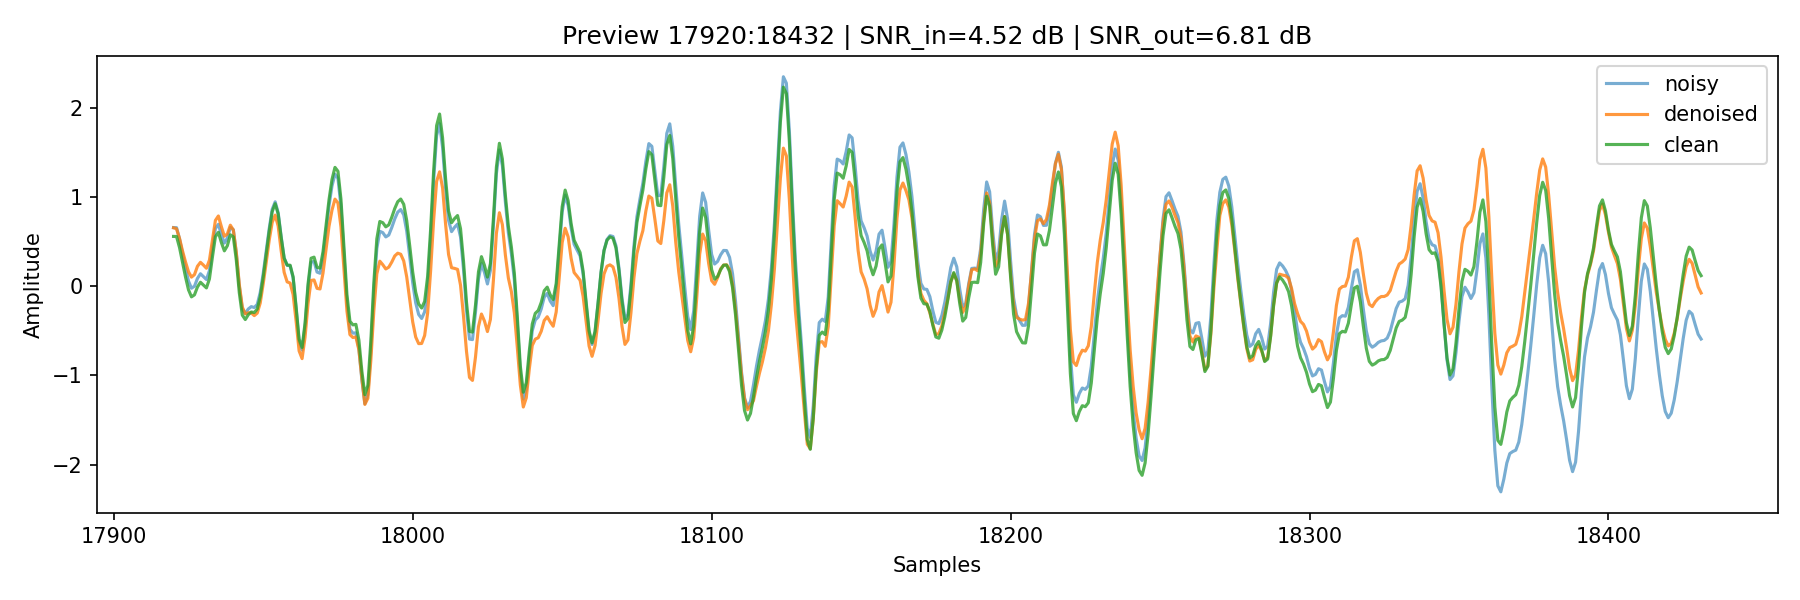 Preview 17920:18432 | SNR_in=4.52 dB | SNR_out=6.81 dB
noisy
denoised
clean
Amplitude
2
1
0
−1
−2
17900 18000 18100 18200 18300 18400
Samples